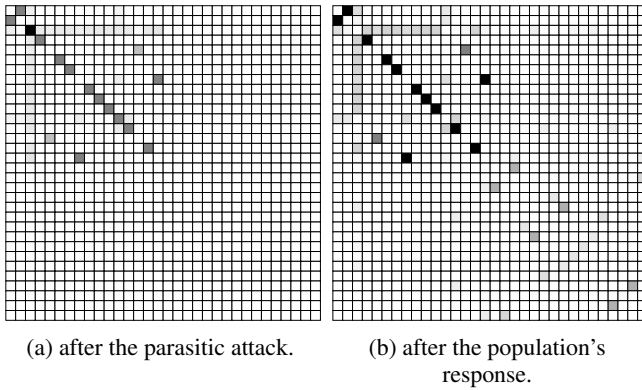 (a) after the parasitic attack.
(b) after the population's
response.